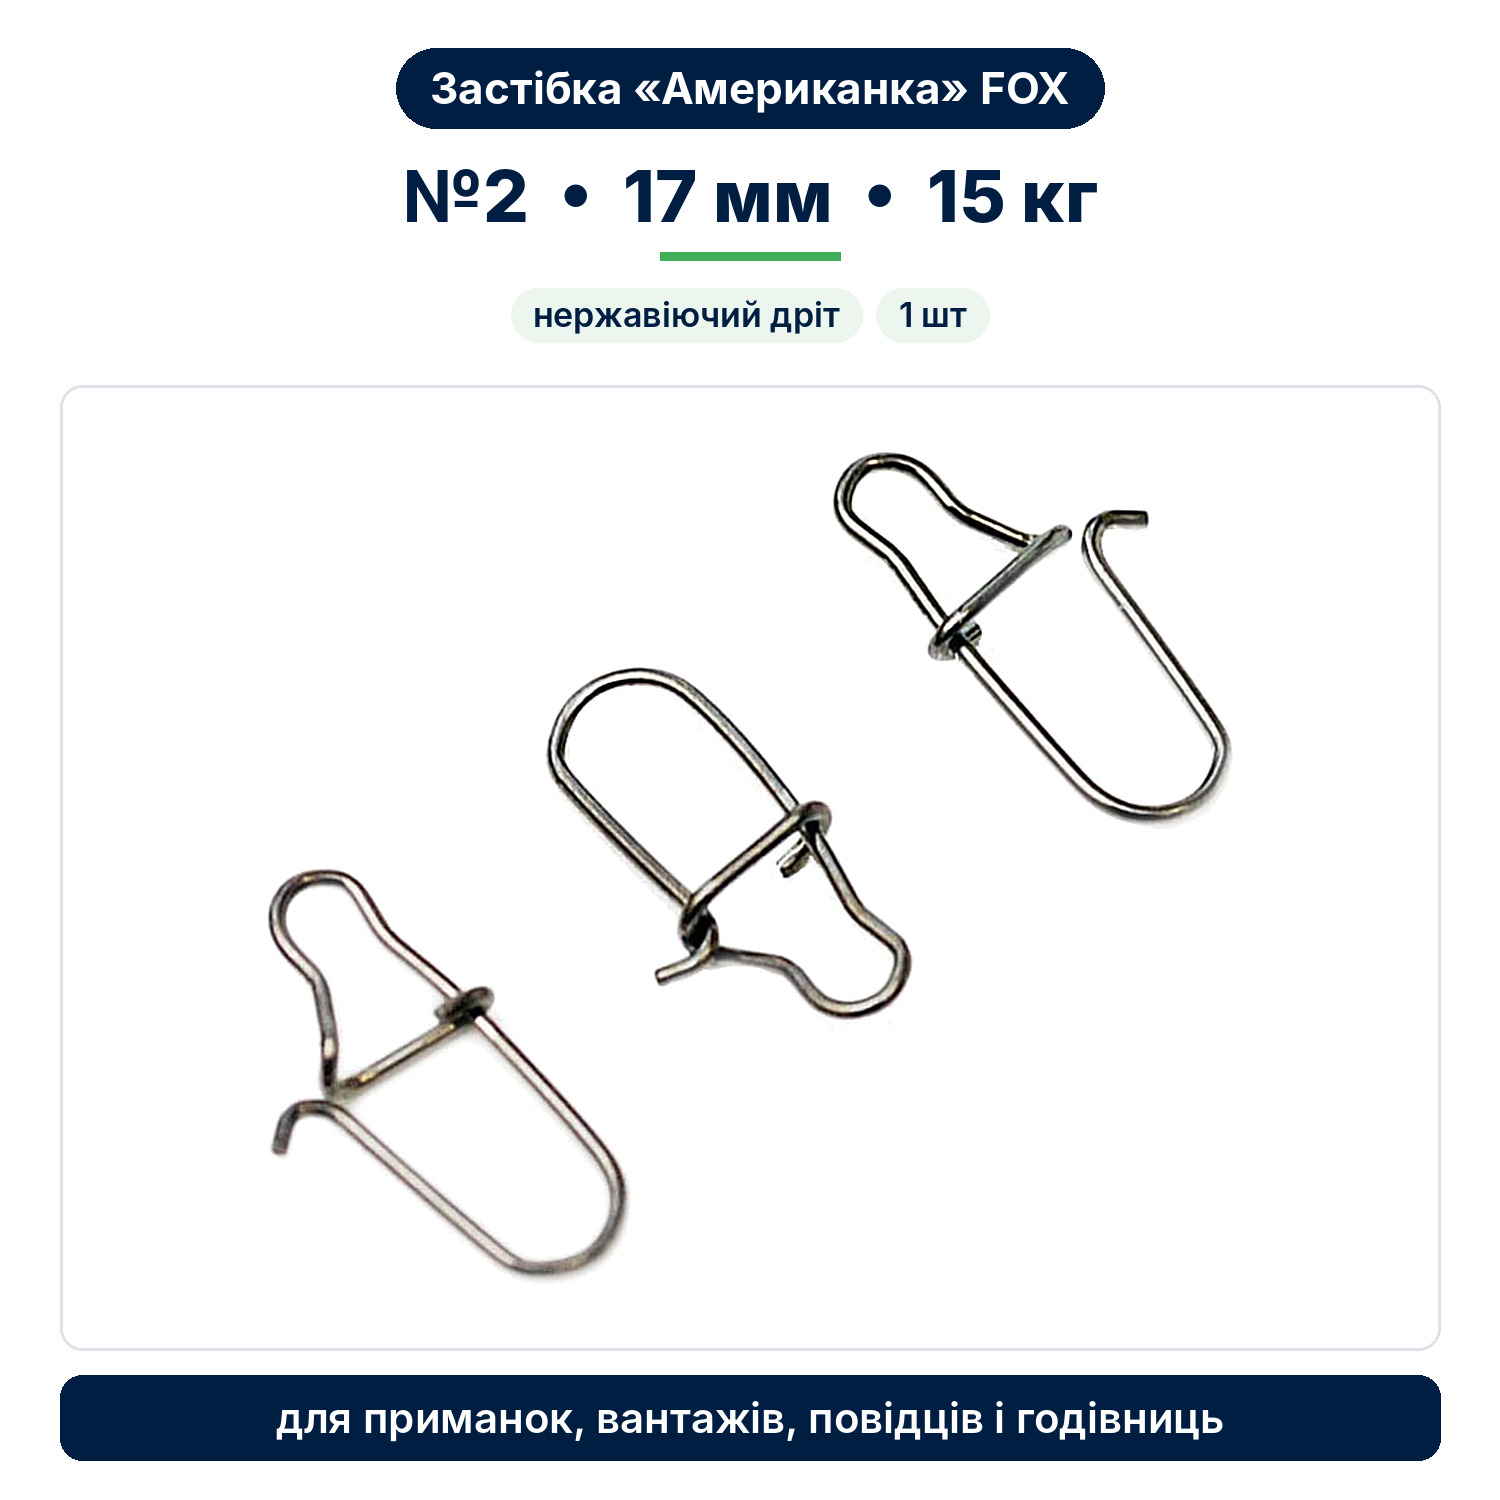 Застібка «Американка» FOX
№2 • 17 мм • 15 кг
нержавіючий дріт 1 шт
для приманок, вантажів, повідців і годівниць